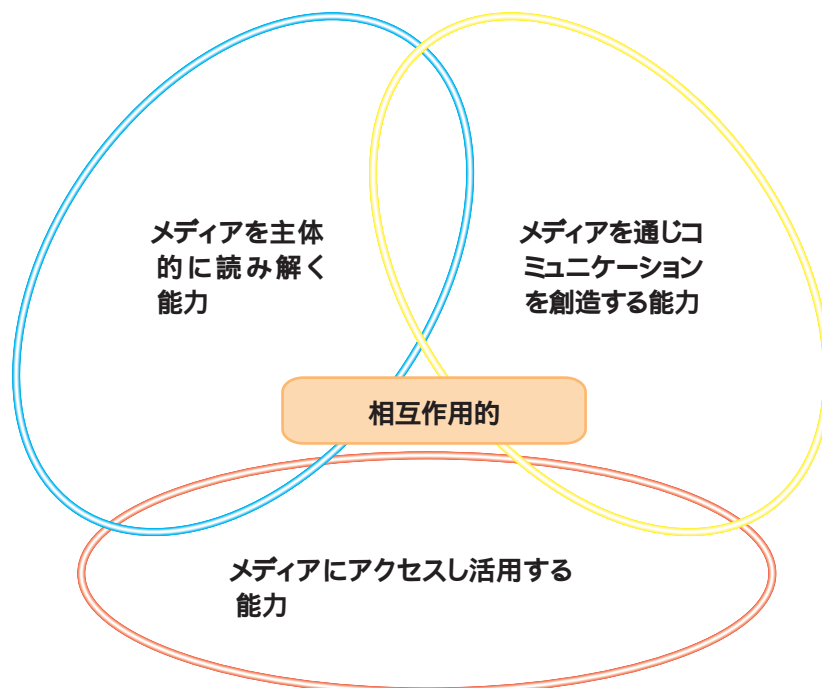 メディアを主体
的に読み解く
能力
メディアを通じコ
ミュニケーション
を創造する能力
相互作用的
メディアにアクセスし活用する
能力